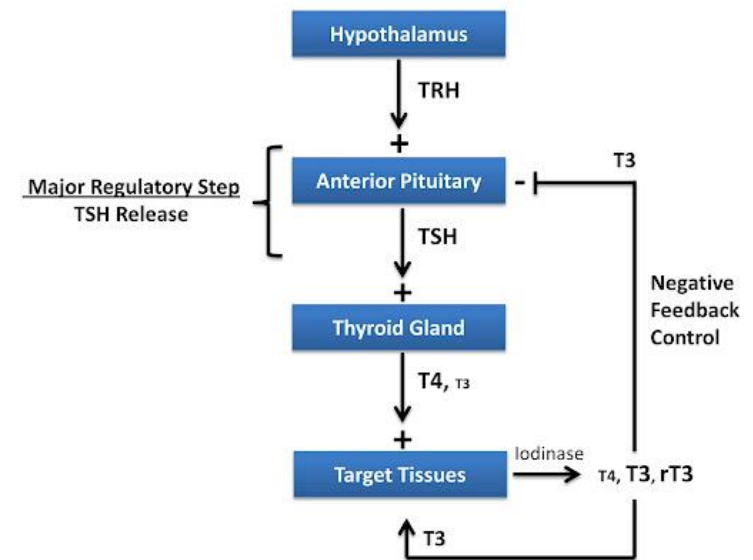 Hypothalamus
TRH
+
T3
Anterior Pituitary
-
Major Regulatory Step
TSH Release
TSH
+
Negative
Feedback
Control
Thyroid Gland
T4, T3
+
Iodinase
Target Tissues
T4, T3, rT3
T3